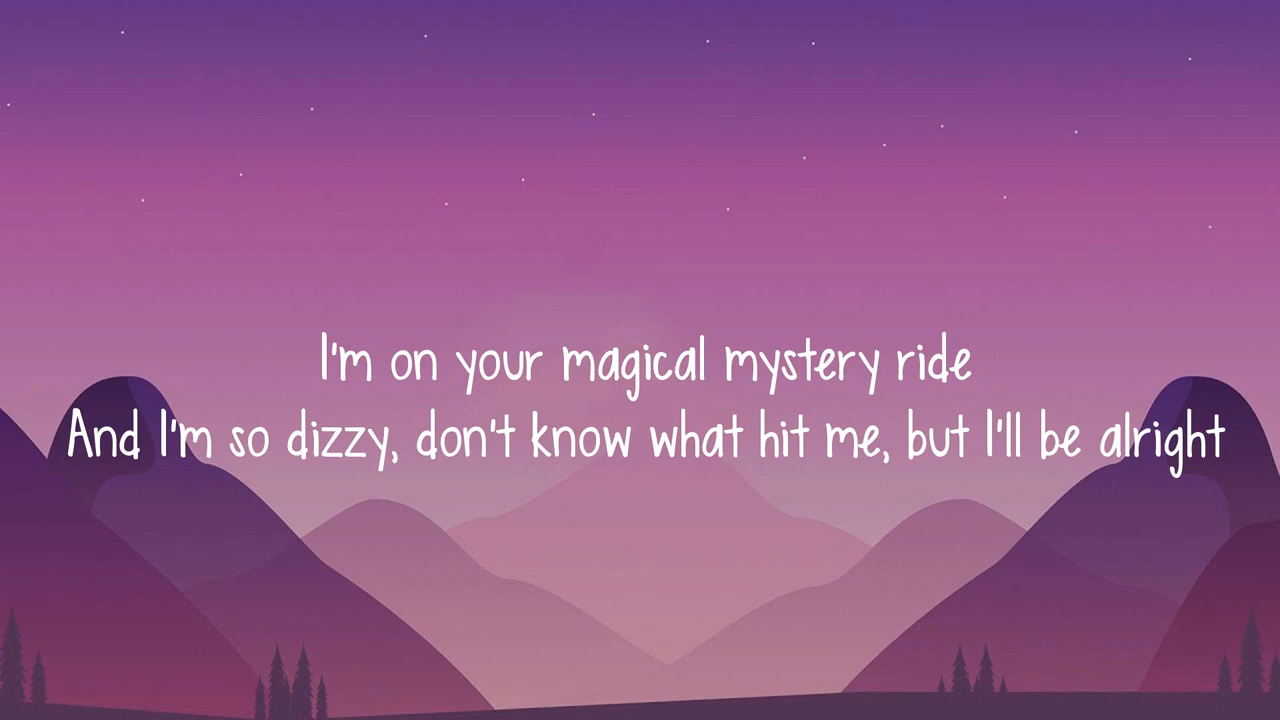 I'm on your magical mystery ride
And I'm so dizzy, don't know what hit me, but I'll be alright